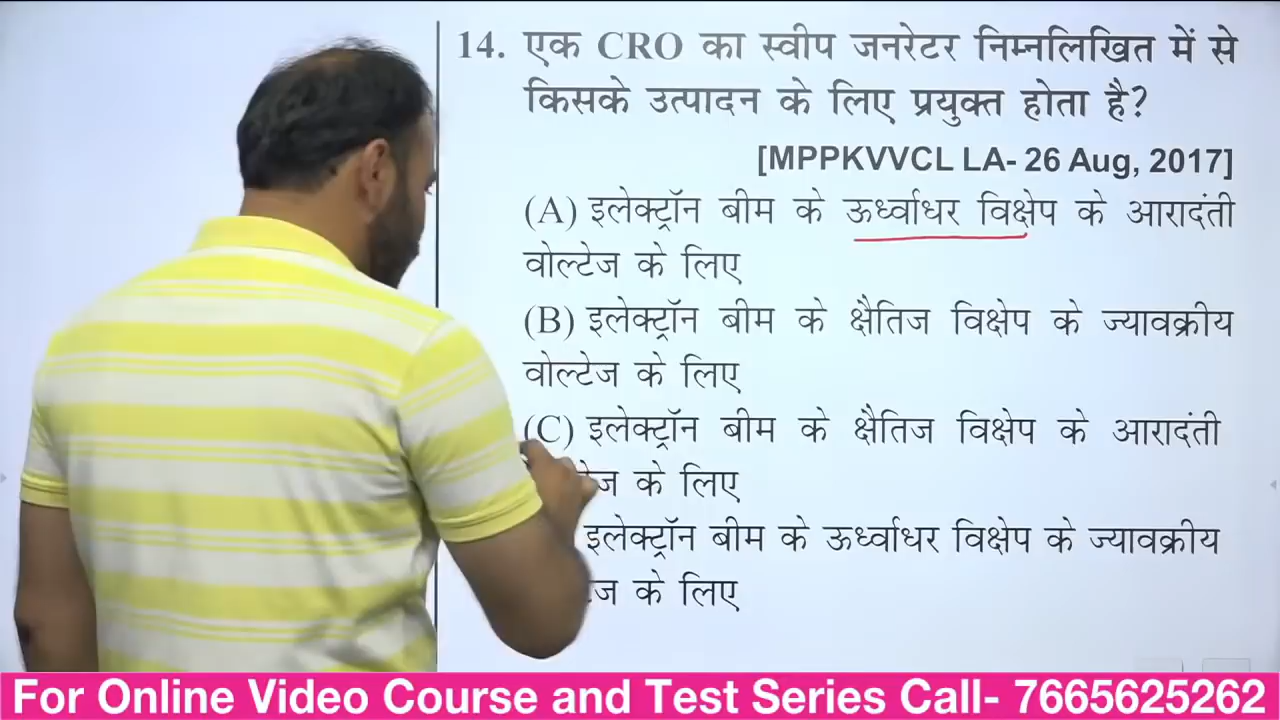 14. एक CRO का स्वीप जनरेटर निम्नलिखित में से
किसके उत्पादन के लिए प्रयुक्त होता है?
[MPPKVVCL LA- 26 Aug, 2017]
(A) इलेक्ट्रॉन बीम के ऊर्ध्वाधर विक्षेप के आरादंती
वोल्टेज के लिए
(B) इलेक्ट्रॉन बीम के क्षैतिज विक्षेप के ज्यावक्रीय
वोल्टेज के लिए
(C) इलेक्ट्रॉन बीम के क्षैतिज विक्षेप के आरादंती
के लिए
इलेक्ट्रॉन बीम के ऊर्ध्वाधर विक्षेप के ज्यावक्रीय
के लिए
For Online Video Course and Test Series Call- 7665625262